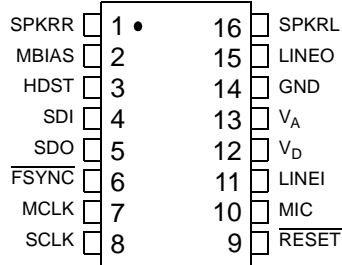 SPKRR 1 16 SPKRL
MBIAS 2 15 LINEO
HDST 3 14 GND
SDI 4 13 VA
SDO 5 12 VD
FSYNC 6 11 LINEI
MCLK 7 10 MIC
SCLK 8 9 RESET